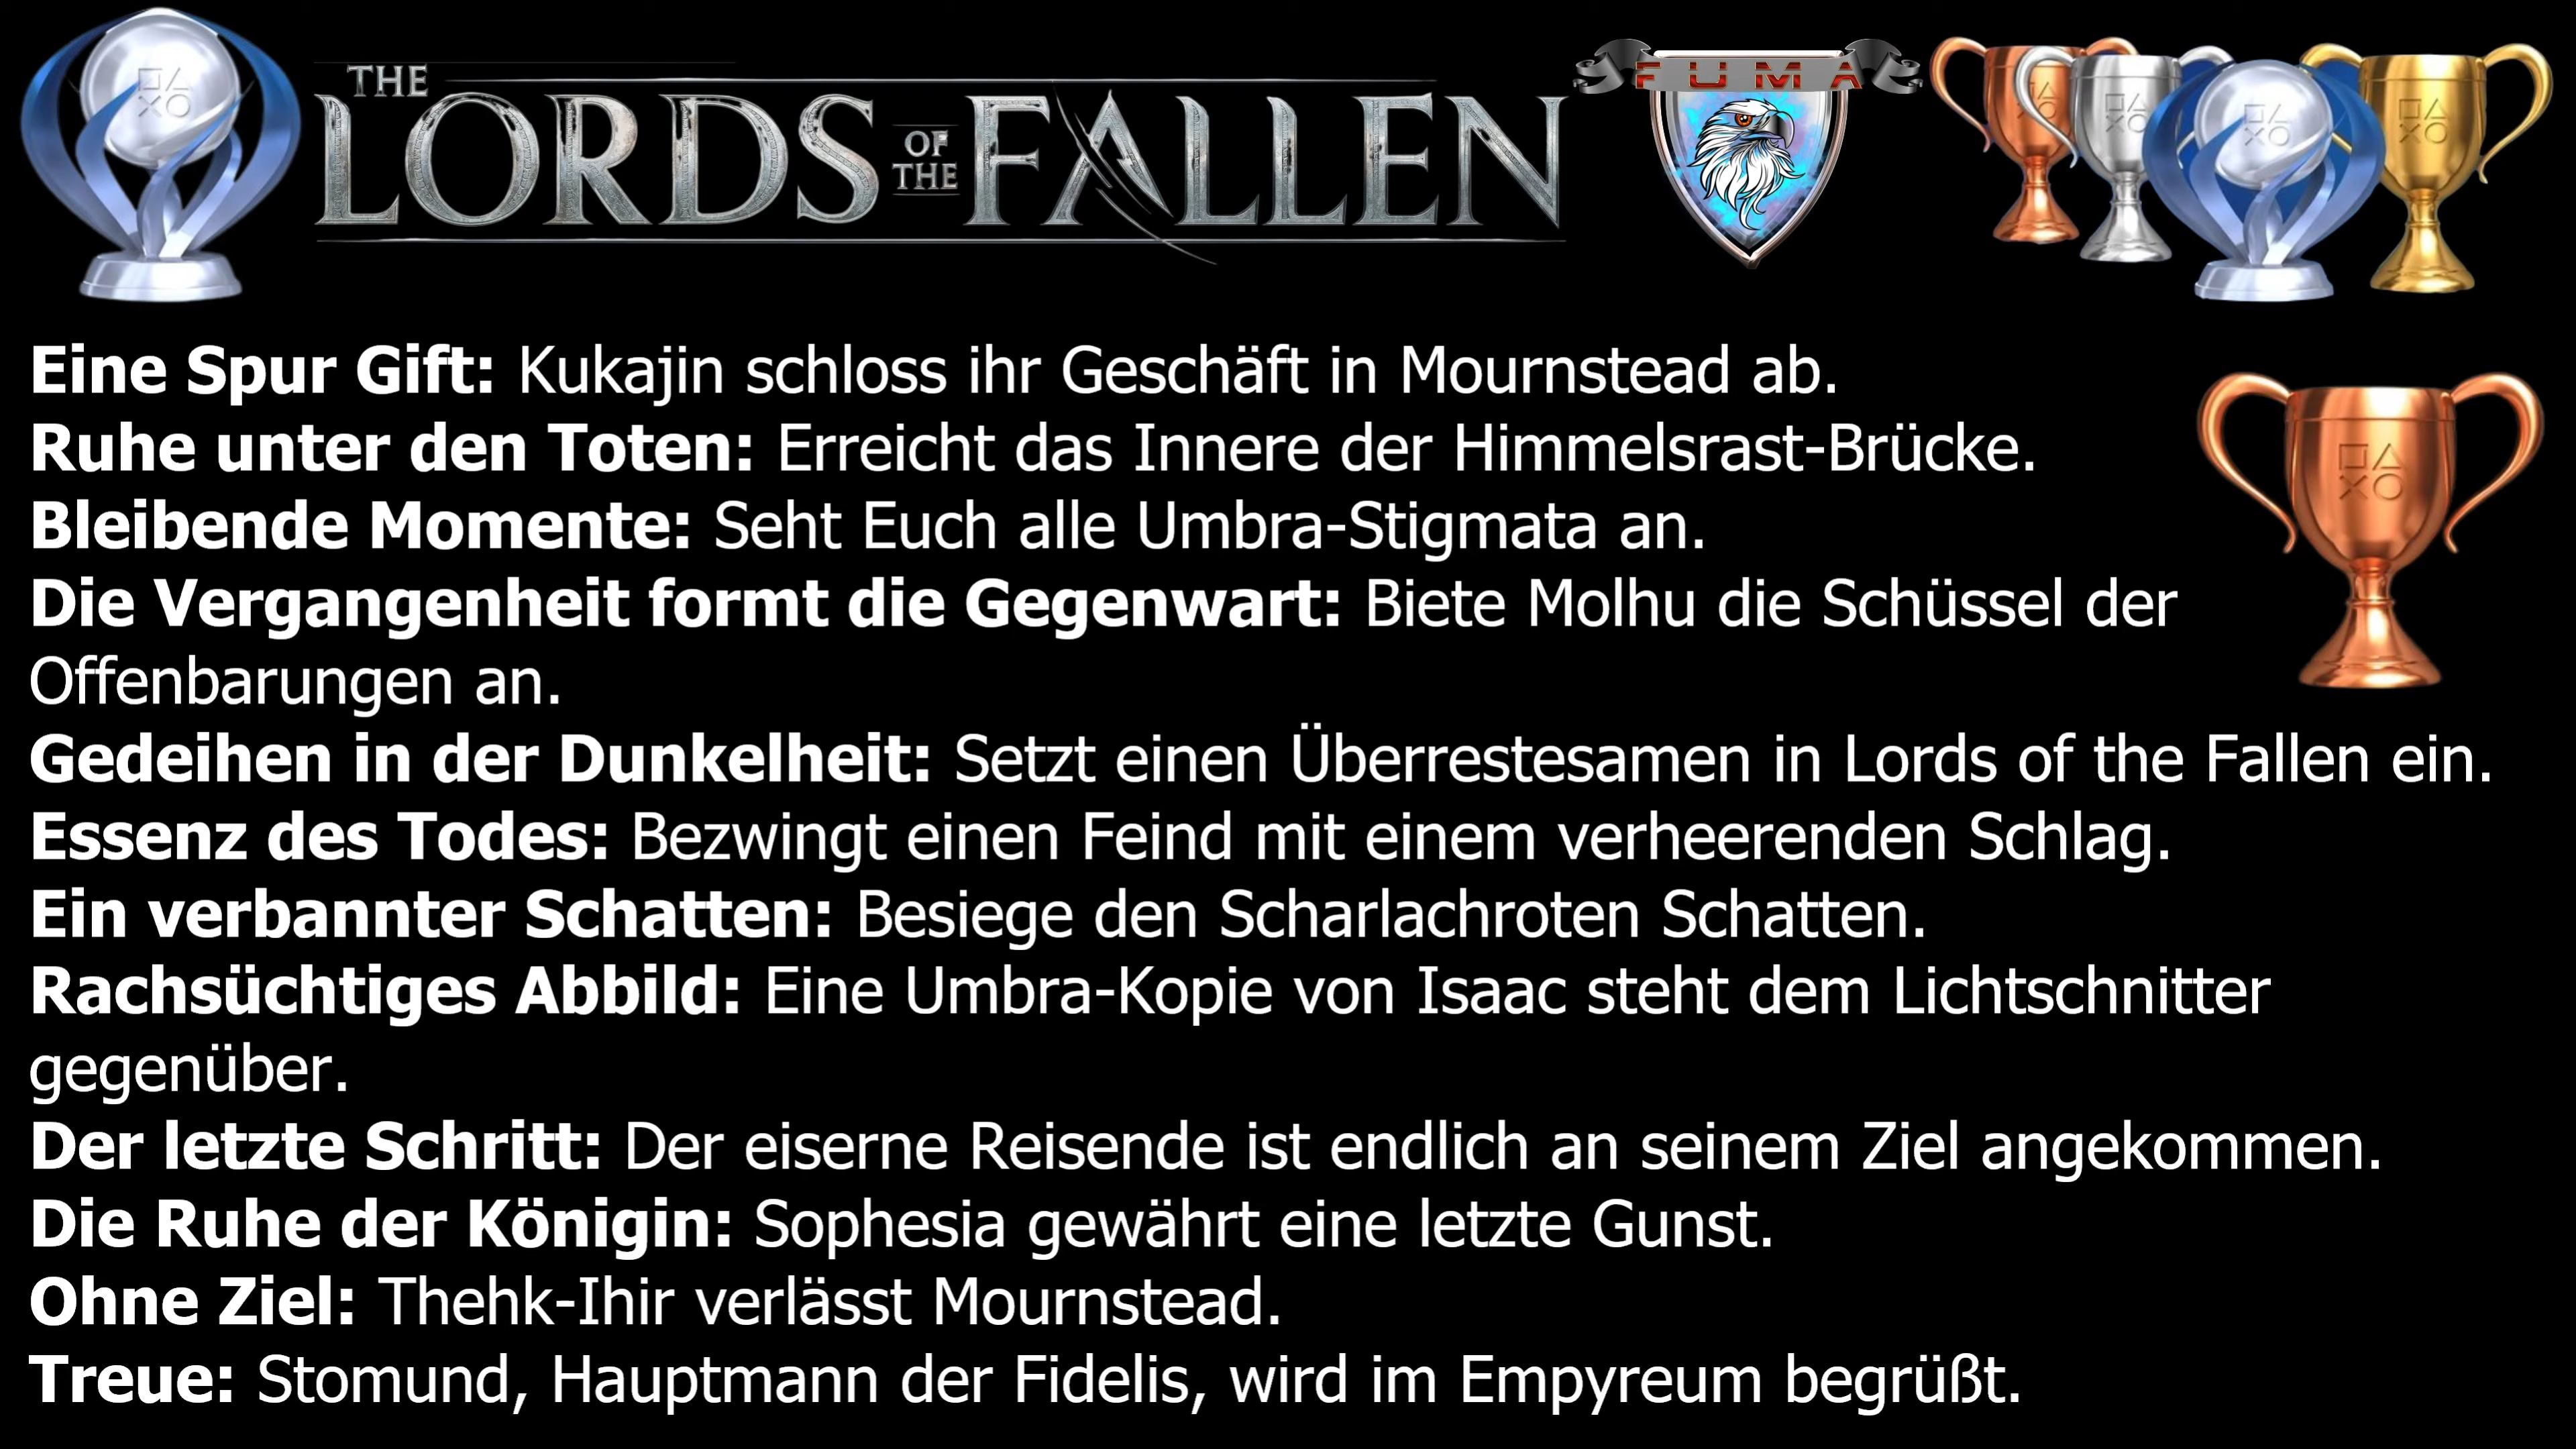 THE
LORDS OF THE FALLEN
FUMA
Eine Spur Gift: Kukajin schloss ihr Geschäft in Mournstead ab.
Ruhe unter den Toten: Erreicht das Innere der Himmelsrast-Brücke.
Bleibende Momente: Seht Euch alle Umbra-Stigmata an.
Die Vergangenheit formt die Gegenwart: Biete Molhu die Schüssel der
Offenbarungen an.
Gedeihen in der Dunkelheit: Setzt einen Überrestesamen in Lords of the Fallen ein.
Essenz des Todes: Bezwingt einen Feind mit einem verheerenden Schlag.
Ein verbannter Schatten: Besiege den Scharlachroten Schatten.
Rachsüchtiges Abbild: Eine Umbra-Kopie von Isaac steht dem Lichtschnitter
gegenüber.
Der letzte Schritt: Der eiserne Reisende ist endlich an seinem Ziel angekommen.
Die Ruhe der Königin: Sophesia gewährt eine letzte Gunst.
Ohne Ziel: Thehk-Ihir verlässt Mournstead.
Treue: Stomund, Hauptmann der Fidelis, wird im Empyreum begrüßt.